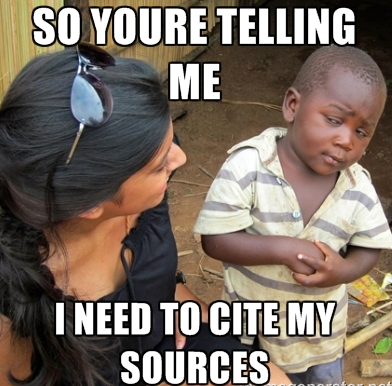 SO YOURE TELLING
ME
I NEED TO CITE MY
SOURCES